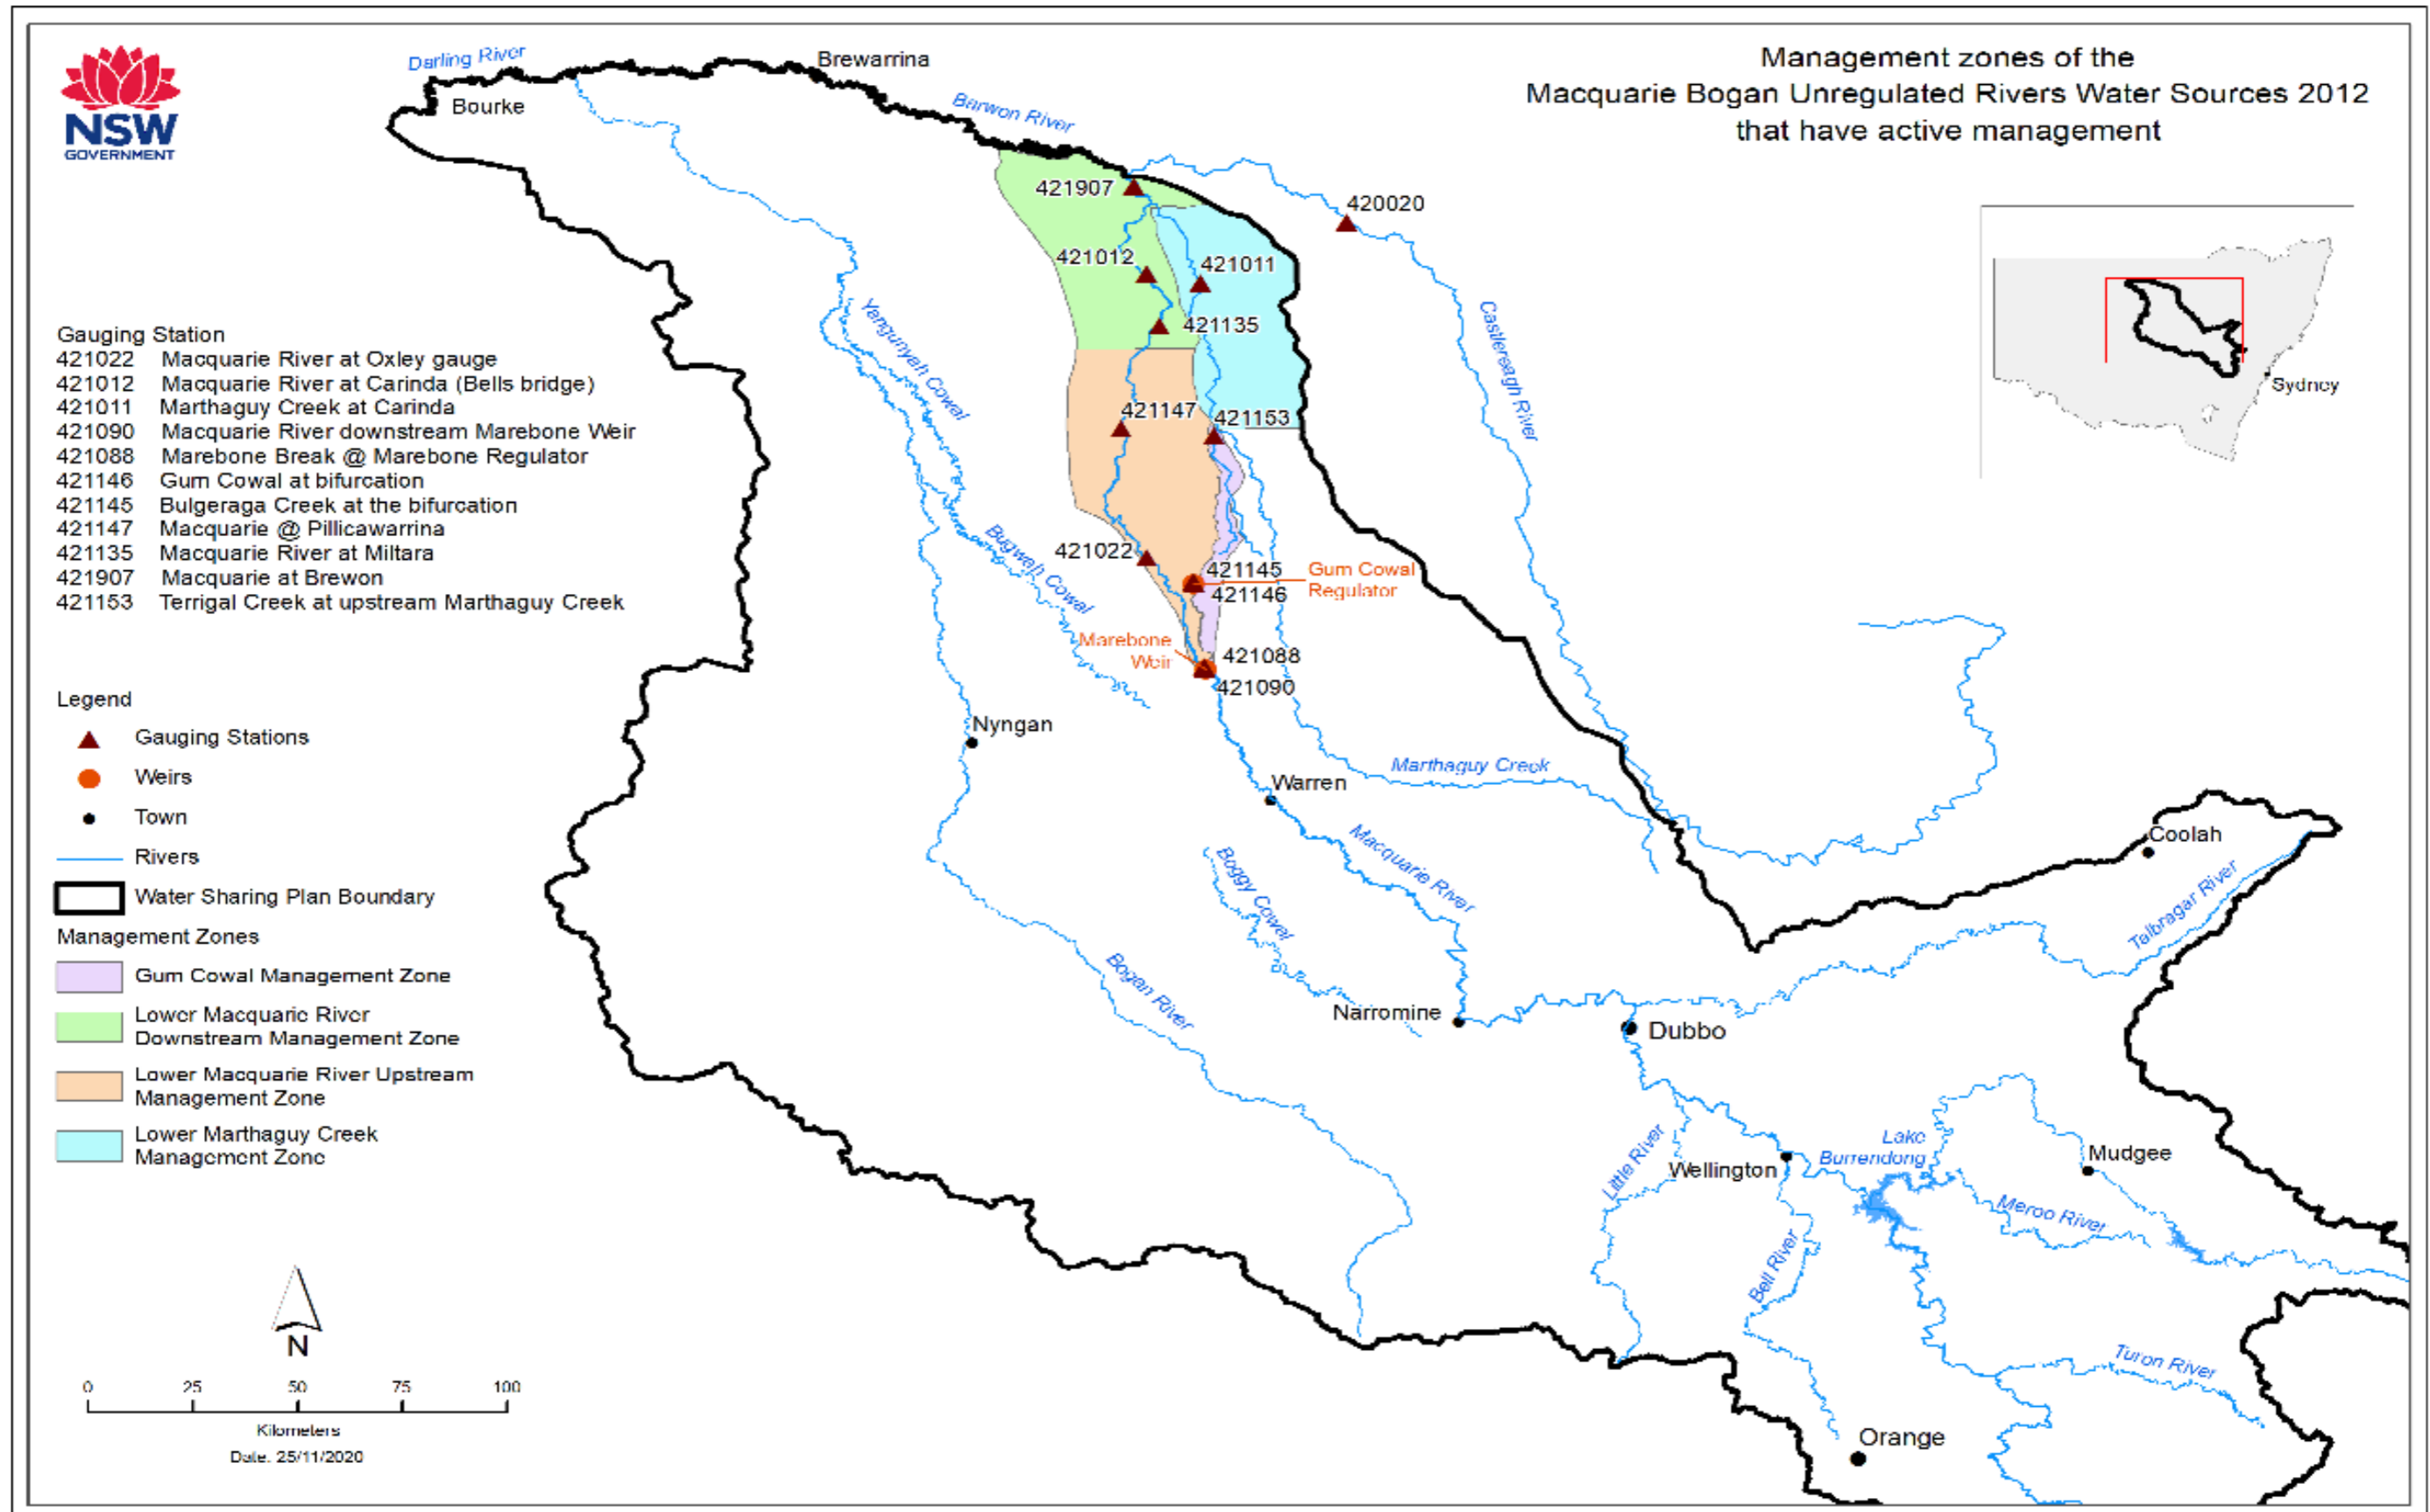 Management zones of the
Macquarie Bogan Unregulated Rivers Water Sources 2012
that have active management
NSW
GOVERNMENT
Darling River
Bourke
Brewarrina
Barwon River
421907
420020
421012
421011
421135
421147
421153
421022
421145
421146
Gum Cowal
Regulator
Marebone
Weir
421088
421090
Yangunyah Cowal
Bugwah Cowal
Castlereagh River
Sydney
Gauging Station
421022 Macquarie River at Oxley gauge
421012 Macquarie River at Carinda (Bells bridge)
421011 Marthaguy Creek at Carinda
421090 Macquarie River downstream Marebone Weir
421088 Marebone Break @ Marebone Regulator
421146 Gum Cowal at bifurcation
421145 Bulgeraga Creek at the bifurcation
421147 Macquarie @ Pillicawarrina
421135 Macquarie River at Miltara
421907 Macquarie at Brewon
421153 Terrigal Creek at upstream Marthaguy Creek
Legend
Gauging Stations
Weirs
Town
Rivers
Water Sharing Plan Boundary
Management Zones
Gum Cowal Management Zone
Lower Macquarie River
Downstream Management Zone
Lower Macquarie River Upstream
Management Zone
Lower Marthaguy Creek
Management Zone
Nyngan
Warren
Marthaguy Creek
Macquarie River
Boggy Cowal
Bogan River
Narromine
Dubbo
Coolah
Talbragar River
Little River
Wellington
Lake
Burrendong
Mudgee
Meroo River
Bell River
Turon River
Orange
N
0 25 50 75 100
Kilometers
Date: 25/11/2020